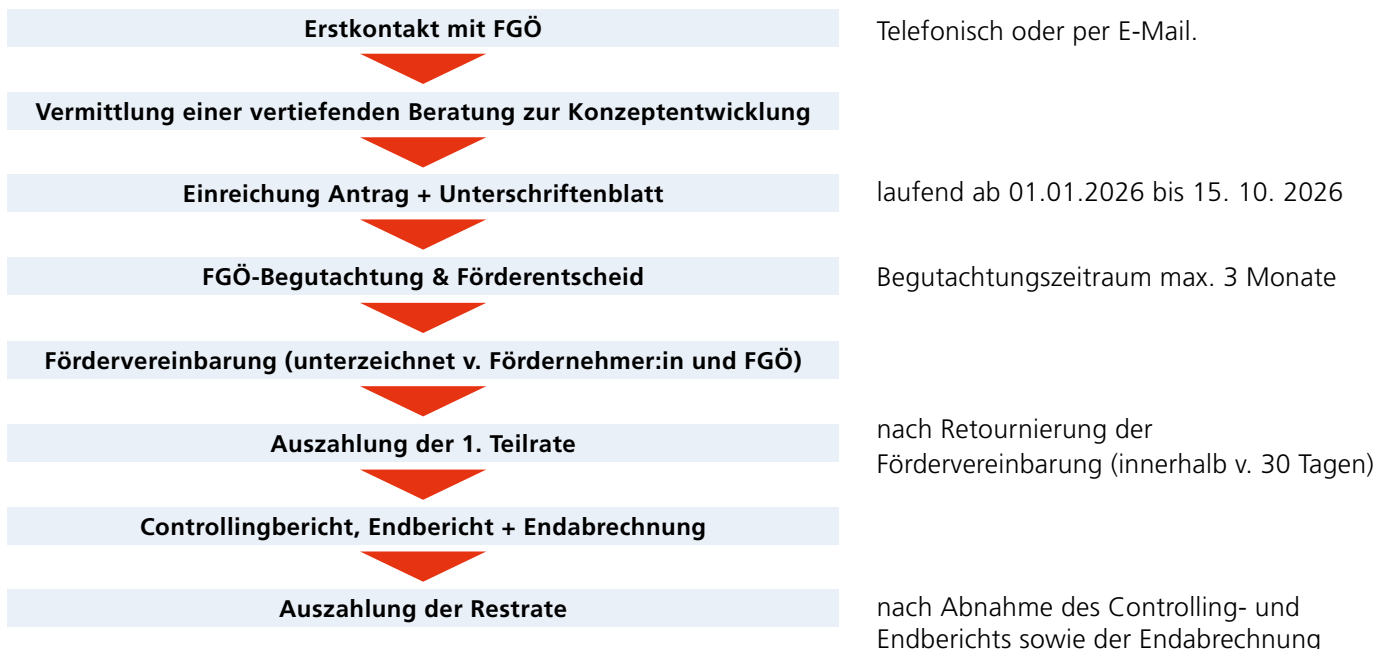 Erstkontakt mit FGÖ
Telefonisch oder per E-Mail.
Vermittlung einer vertiefenden Beratung zur Konzeptentwicklung
Einreichung Antrag + Unterschriftenblatt
laufend ab 01.01.2026 bis 15. 10. 2026
FGÖ-Begutachtung & Förderentscheid
Begutachtungszeitraum max. 3 Monate
Fördervereinbarung (unterzeichnet v. Fördernehmer:in und FGÖ)
Auszahlung der 1. Teilrate
nach Retournierung der
Fördervereinbarung (innerhalb v. 30 Tagen)
Controllingbericht, Endbericht + Endabrechnung
Auszahlung der Restrate
nach Abnahme des Controlling- und
Endberichts sowie der Endabrechnung